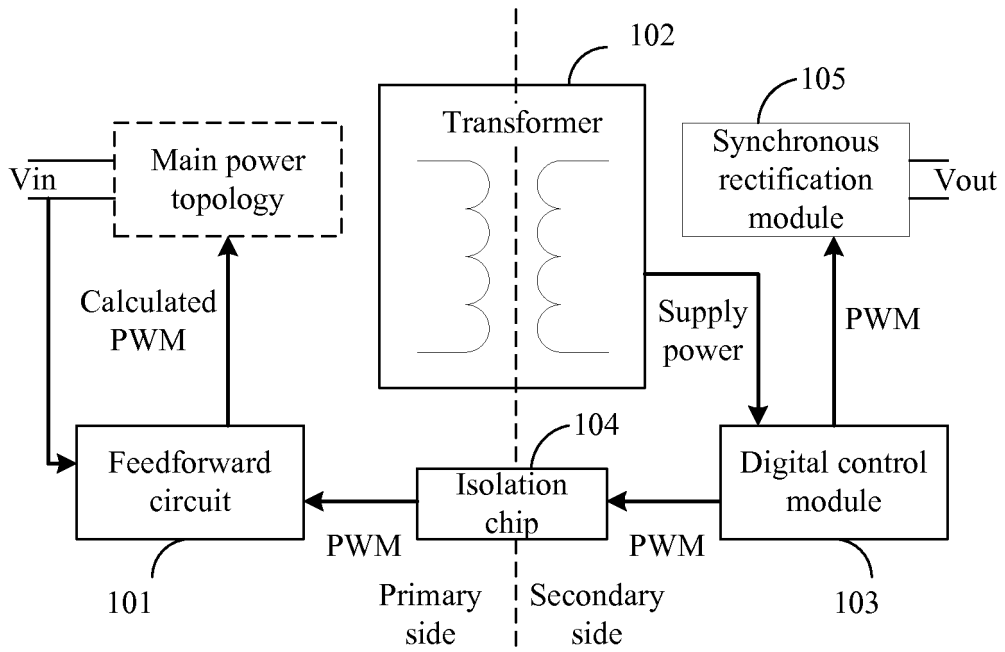 102
105
Transformer
Synchronous
rectification
module
Main power
topology
Vin
Vout
Calculated
PWM
Supply
power
PWM
104
Feedforward
circuit
Isolation
chip
Digital control
module
PWM
PWM
101
Primary
side
Secondary
side
103